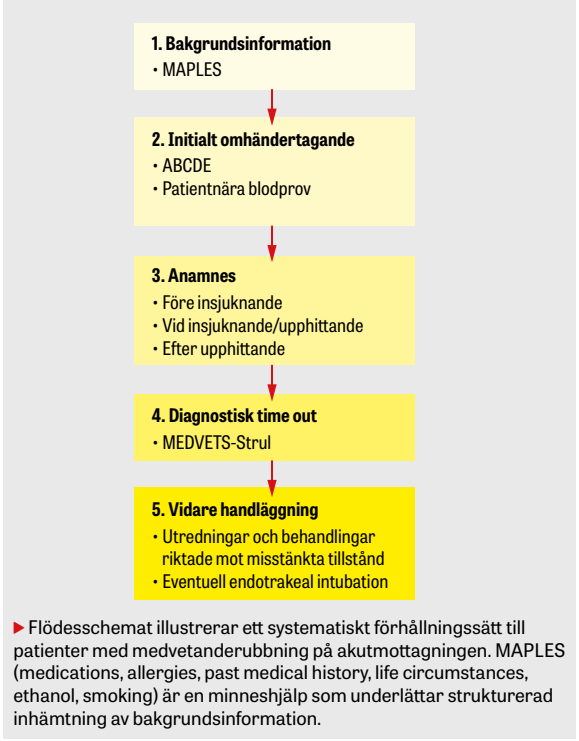 1. Bakgrundsinformation
• MAPLES
2. Initialt omhändertagande
• ABCDE
• Patientnära blodprov
3. Anamnes
• Före insjuknande
• Vid insjuknande/upphittande
• Efter upphittande
4. Diagnostisk time out
• MEDVETS-Strul
5. Vidare handläggning
• Utredningar och behandlingar
riktade mot misstänkta tillstånd
• Eventuell endotrakeal intubation
▶ Flödesschemat illustrerar ett systematiskt förhållningssätt till
patienter med medvetanderubbning på akutmottagningen. MAPLES
(medications, allergies, past medical history, life circumstances,
ethanol, smoking) är en minneshjälp som underlättar strukturerad
inhämtning av bakgrundsinformation.